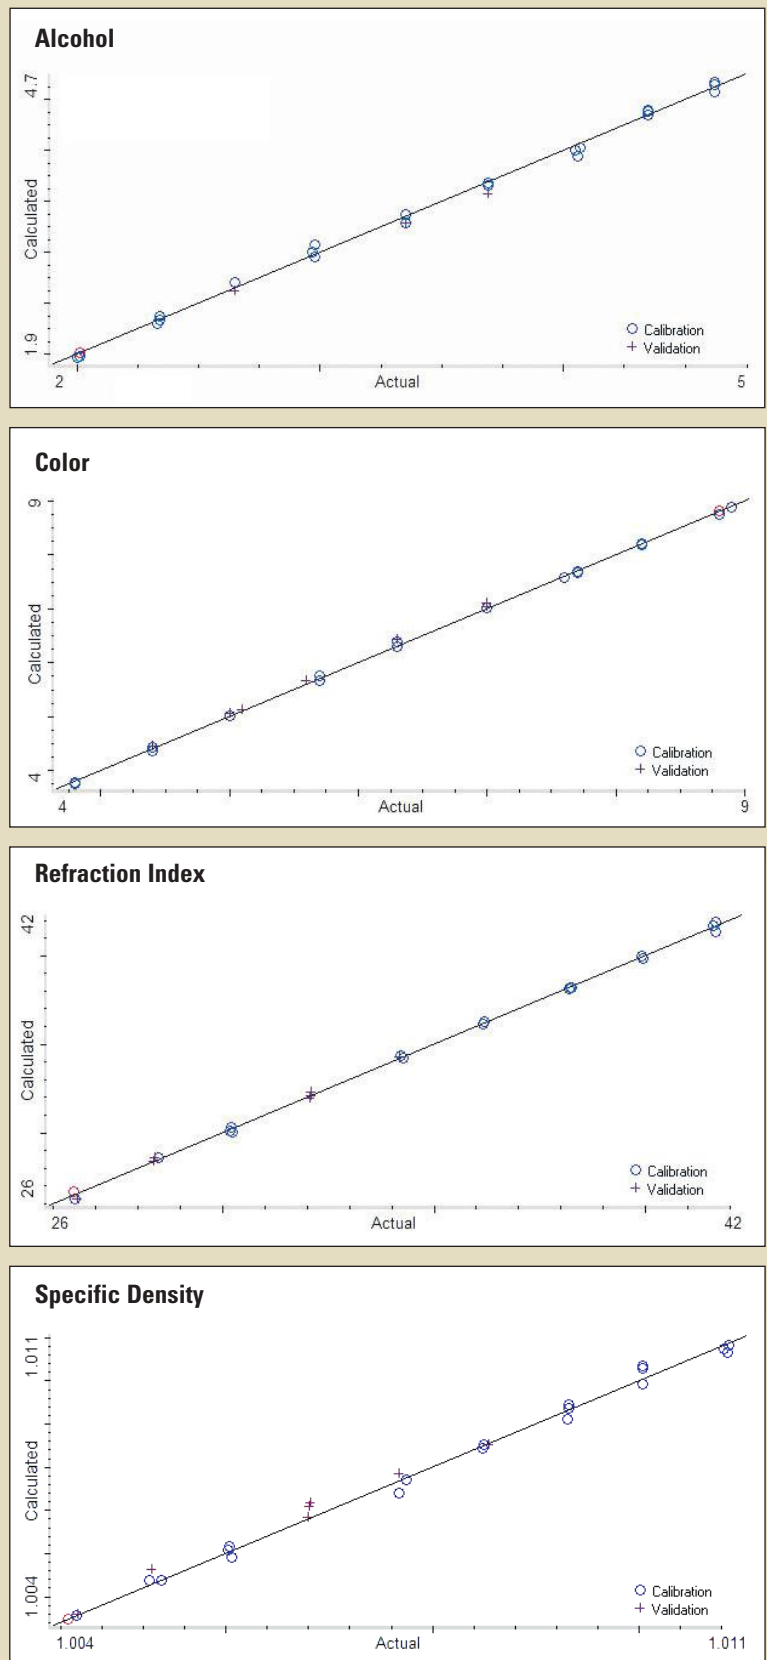 Alcohol
4.7
Calculated
1.9
Calibration
Validation
2
Actual
5
Color
9
Calculated
4
Calibration
Validation
4
Actual
9
Refraction Index
42
Calculated
26
Calibration
Validation
26
Actual
42
Specific Density
1.011
Calculated
1.004
Calibration
Validation
1.004
Actual
1.011